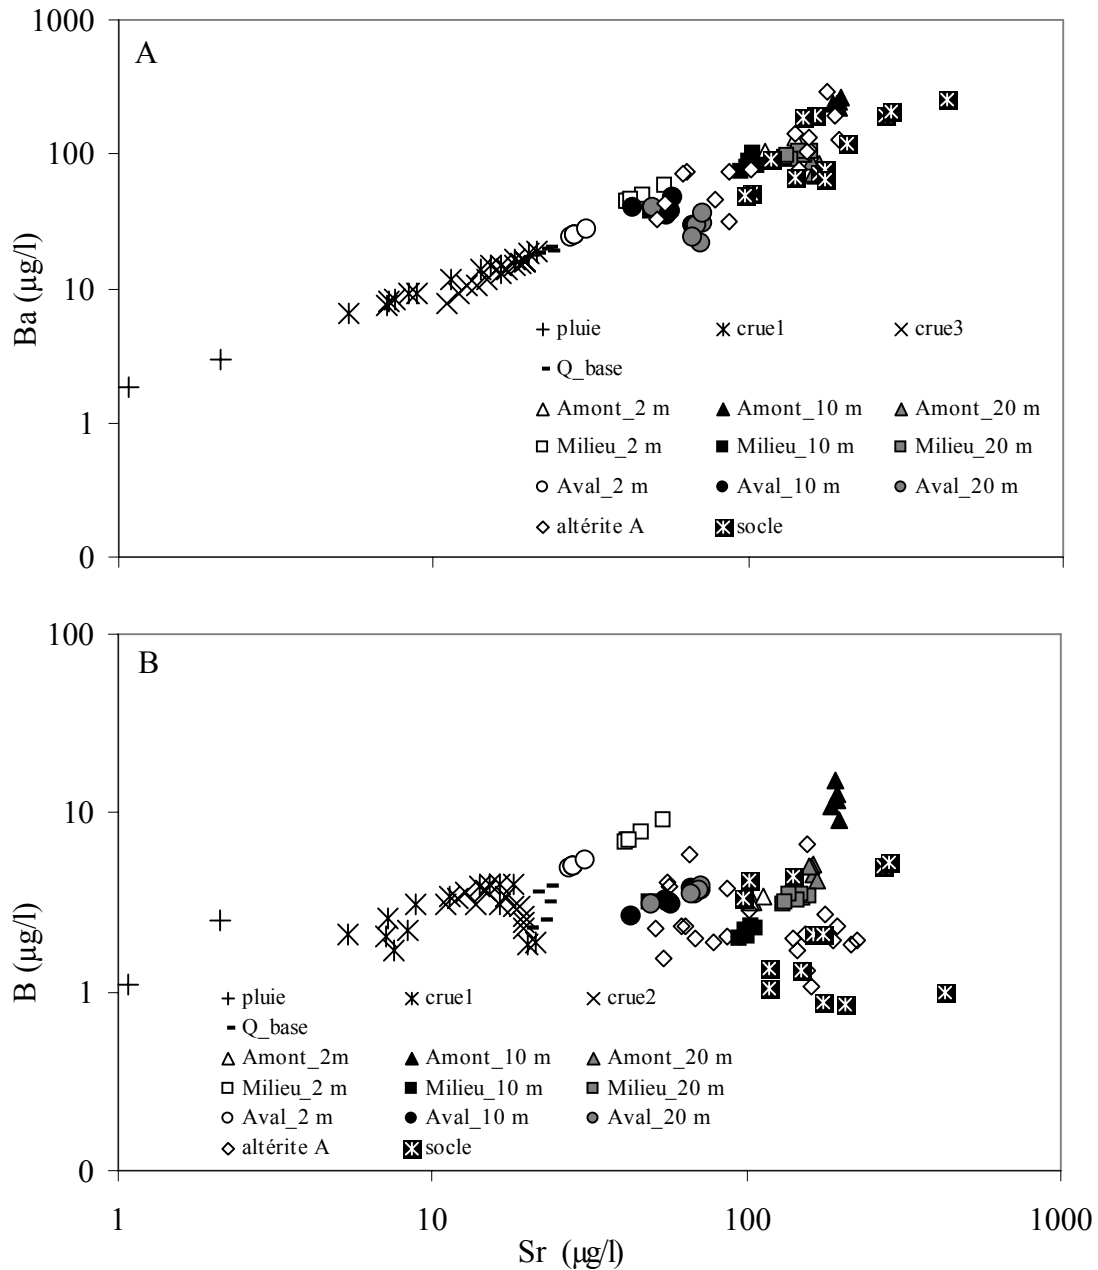 1000
A
100
10
1
0
Ba (µg/l)
pluie crue1 crue3
Q_base
Amont_2 m Amont_10 m Amont_20 m
Milieu_2 m Milieu_10 m Milieu_20 m
Aval_2 m Aval_10 m Aval_20 m
altérite A socle
100
B
10
1
0
B (µg/l)
pluie crue1 crue2
Q_base
Amont_2m Amont_10 m Amont_20 m
Milieu_2 m Milieu_10 m Milieu_20 m
Aval_2 m Aval_10 m Aval_20 m
altérite A socle
1 10 100 1000
Sr (µg/l)